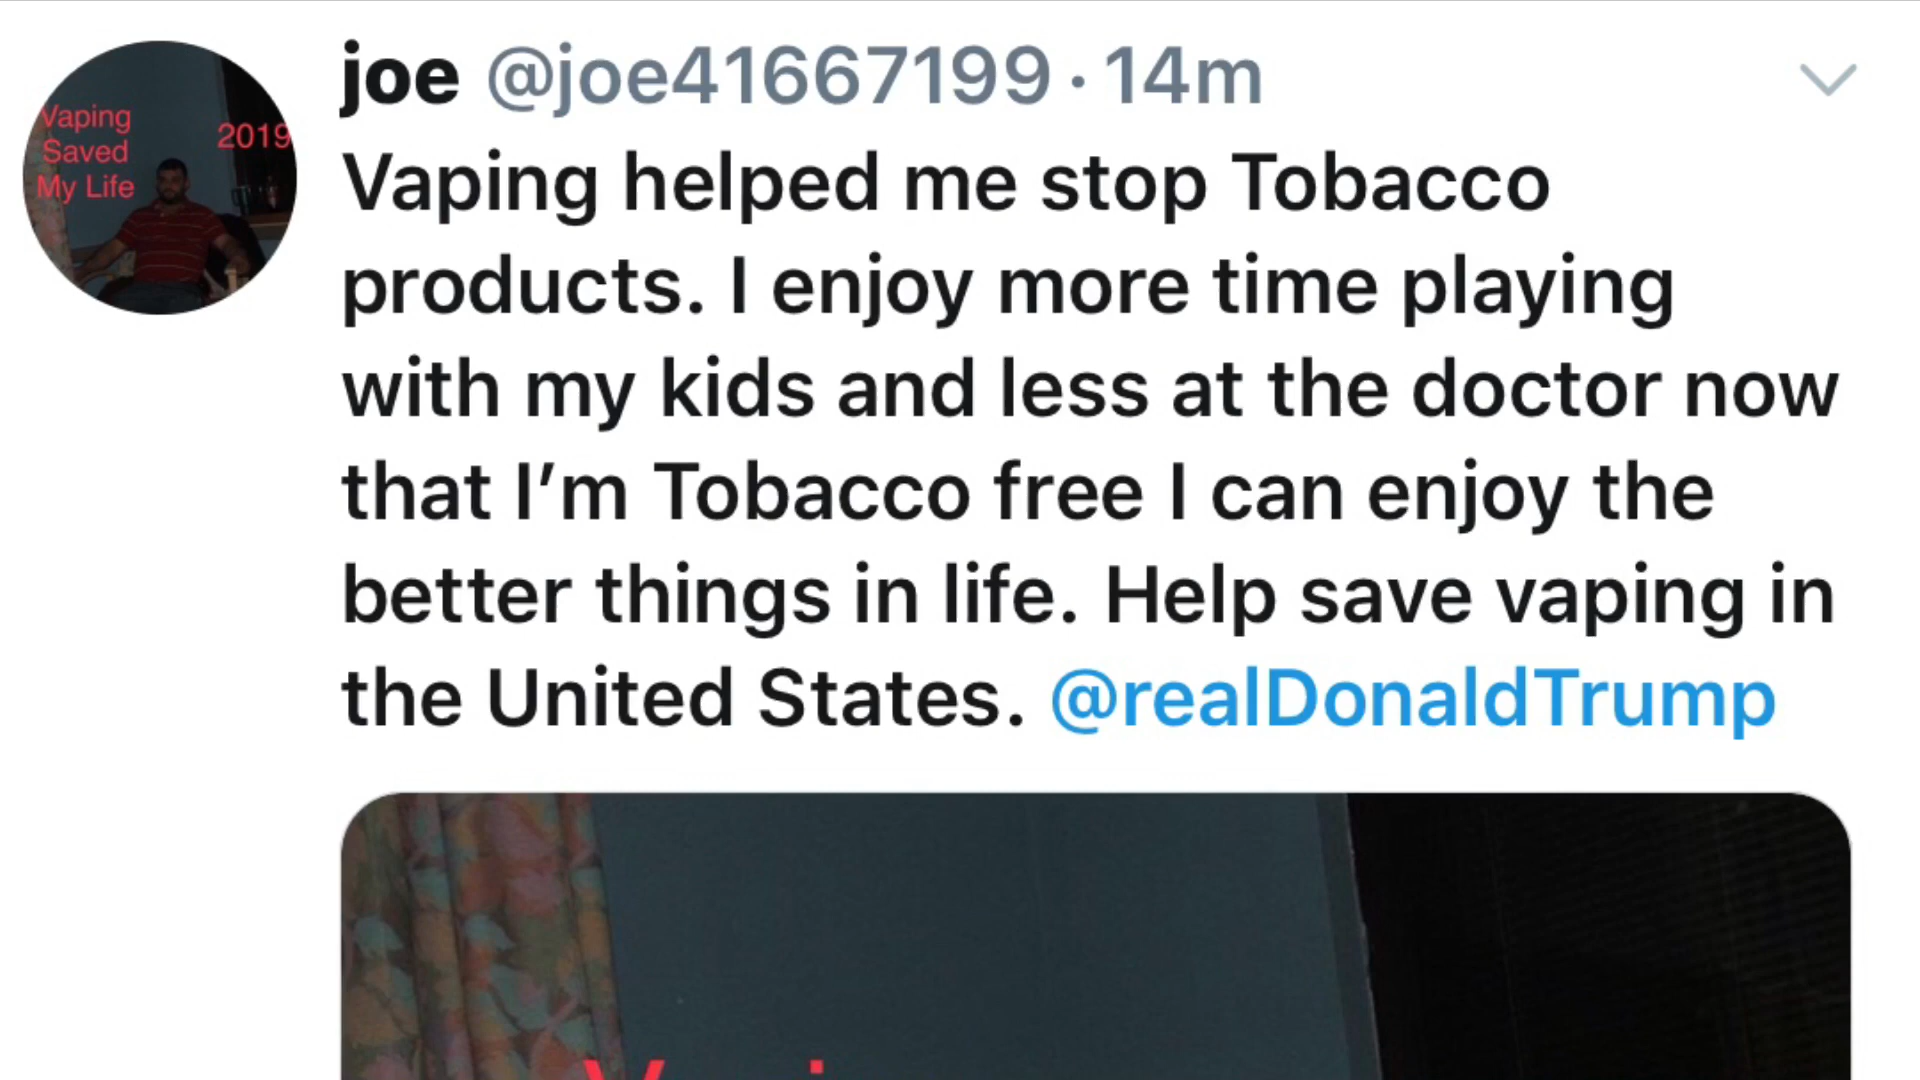 Vaping
Saved
My Life
2019
joe @joe41667199 · 14m
Vaping helped me stop Tobacco
products. I enjoy more time playing
with my kids and less at the doctor now
that I’m Tobacco free I can enjoy the
better things in life. Help save vaping in
the United States. @realDonaldTrump